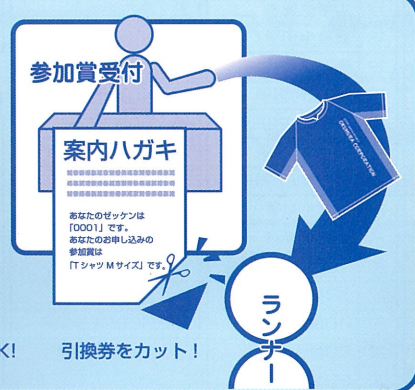 参加賞受付
案内ハガキ
あなたのゼッケンは
「0001」です。
あなたのお申し込みの
参加賞は
「Tシャツ Mサイズ」です。
OKUMURA CORPORATION
ランナー
く!
引換券をカット!